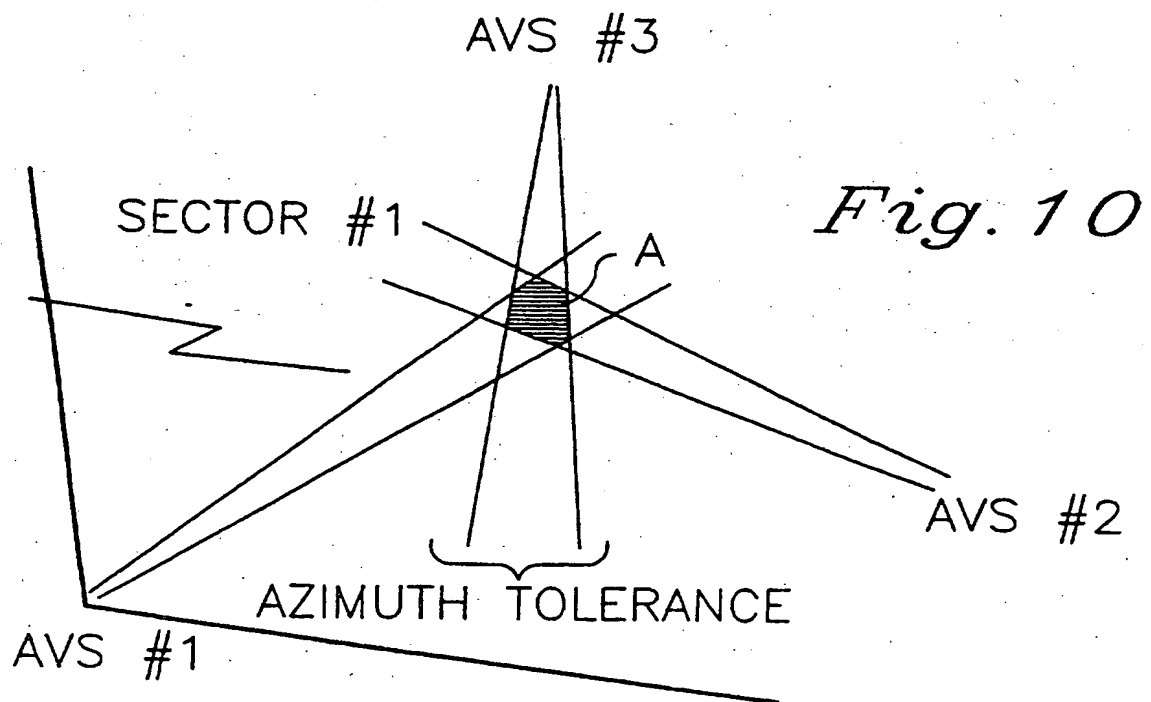 AVS #3
Fig. 10
SECTOR #1
A
AVS #2
AZIMUTH TOLERANCE
AVS #1